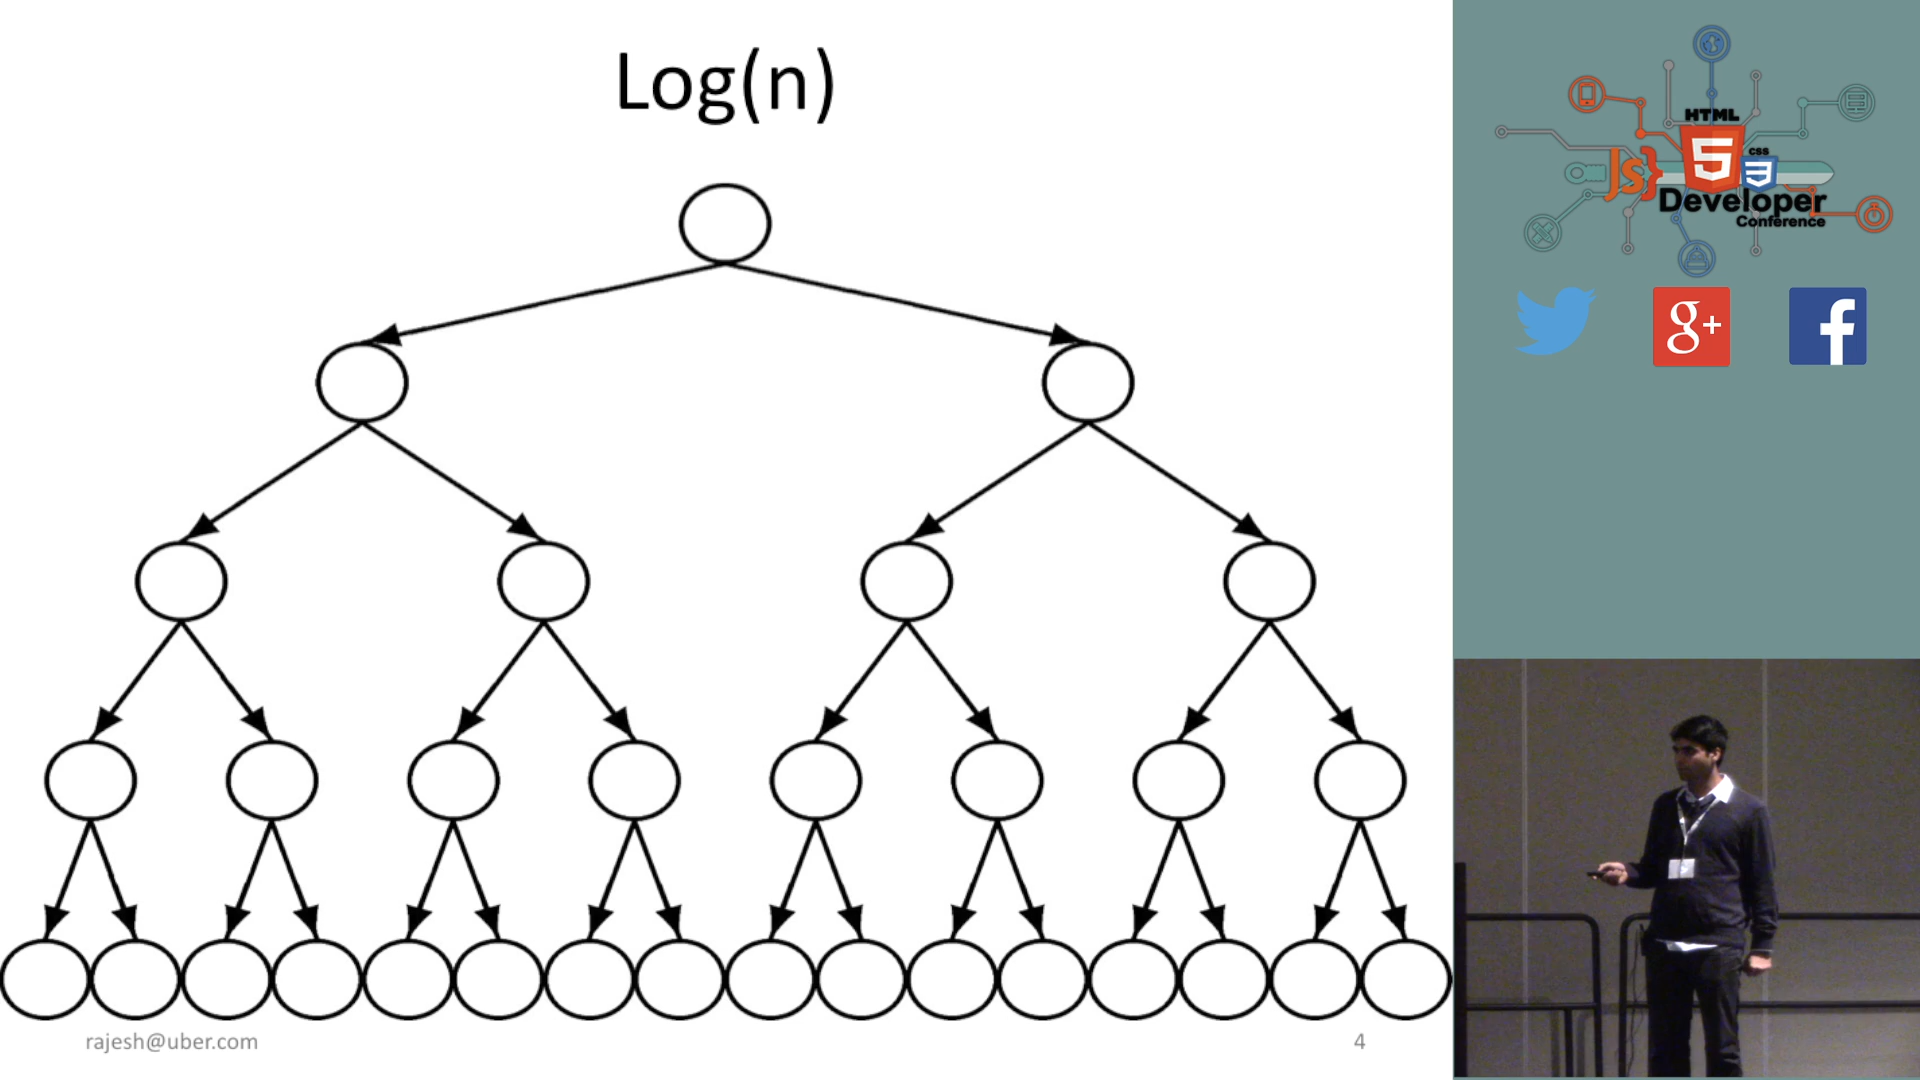 Log(n)
rajesh@uber.com
4
HTML
5
JS}
CSS
3
Developer
Conference
g+
f